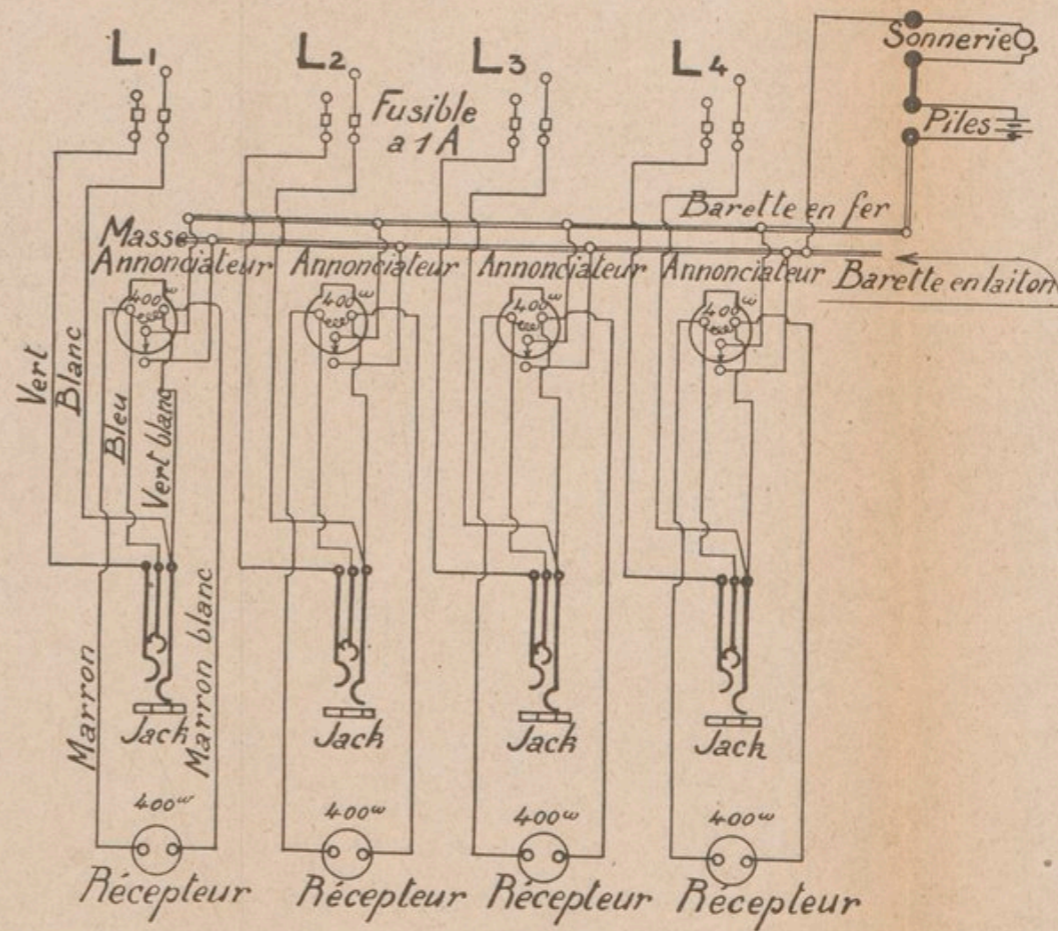 L1
L2
L3
L4
Sonnerie
Fusible
a 1 A
Piles
Barette en fer
Masse
Annonciateur
Annonciateur
Annonciateur
Annonciateur
Barette en laiton
400ω
400ω
400ω
400ω
Vert
Blanc
Bleu
Vert blanc
Marron
Marron blanc
Jack
Jack
Jack
Jack
400ω
400ω
400ω
400ω
Récepteur
Récepteur
Récepteur
Récepteur